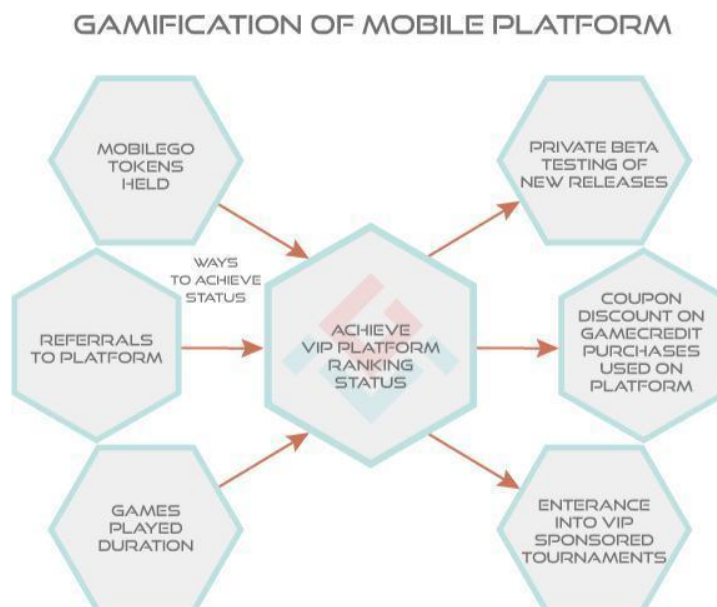 GAMIFICATION OF MOBILE PLATFORM
MOBILEGO
TOKENS
HELD
WAYS
TO ACHIEVE
STATUS
REFERRALS
TO PLATFORM
GAMES
PLAYED
DURATION
ACHIEVE
VIP PLATFORM
RANKING
STATUS
PRIVATE BETA
TESTING OF
NEW RELEASES
COUPON
DISCOUNT ON
GAMECREDIT
PURCHASES
USED ON
PLATFORM
ENTERANCE
INTO VIP
SPONSORED
TOURNAMENTS